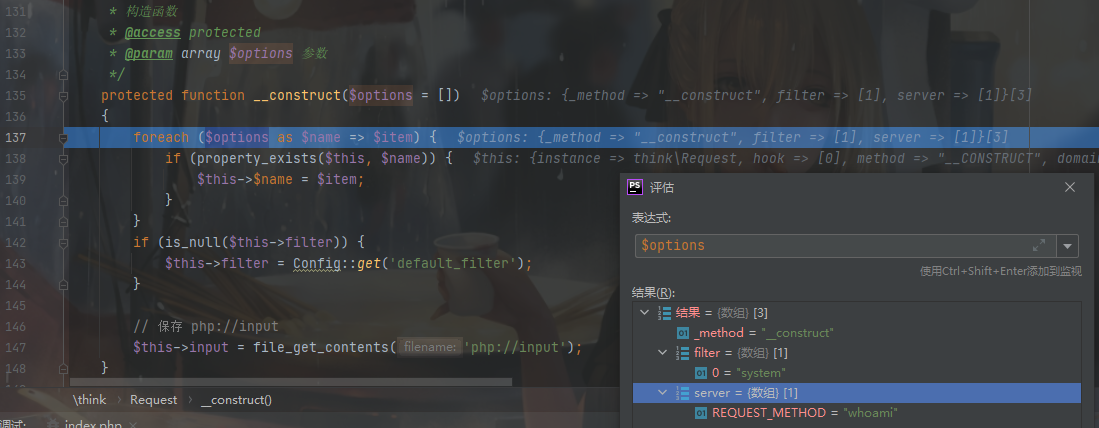 131 * 构造函数
132 * @access protected
133 * @param array $options 参数
134 */
135 protected function __construct($options = []) $options: {_method => "__construct", filter => [1], server => [1]}[3]
136 {
137 foreach ($options as $name => $item) { $options: {_method => "__construct", filter => [1], server => [1]}[3]
138 if (property_exists($this, $name)) { $this: {instance => think\Request, hook => [0], method => "__CONSTRUCT", domai
139 $this->$name = $item;
140 }
141 }
142 if (is_null($this->filter)) {
143 $this->filter = Config::get('default_filter');
144 }
145
146 // 保存 php://input
147 $this->input = file_get_contents( filename: 'php://input');
148 }
\think › Request › __construct()
调试: index.php
PS 评估
表达式:
$options
使用Ctrl+Shift+Enter添加到监视
结果(R):
结果 = {数组} [3]
_method = "__construct"
filter = {数组} [1]
0 = "system"
server = {数组} [1]
REQUEST_METHOD = "whoami"